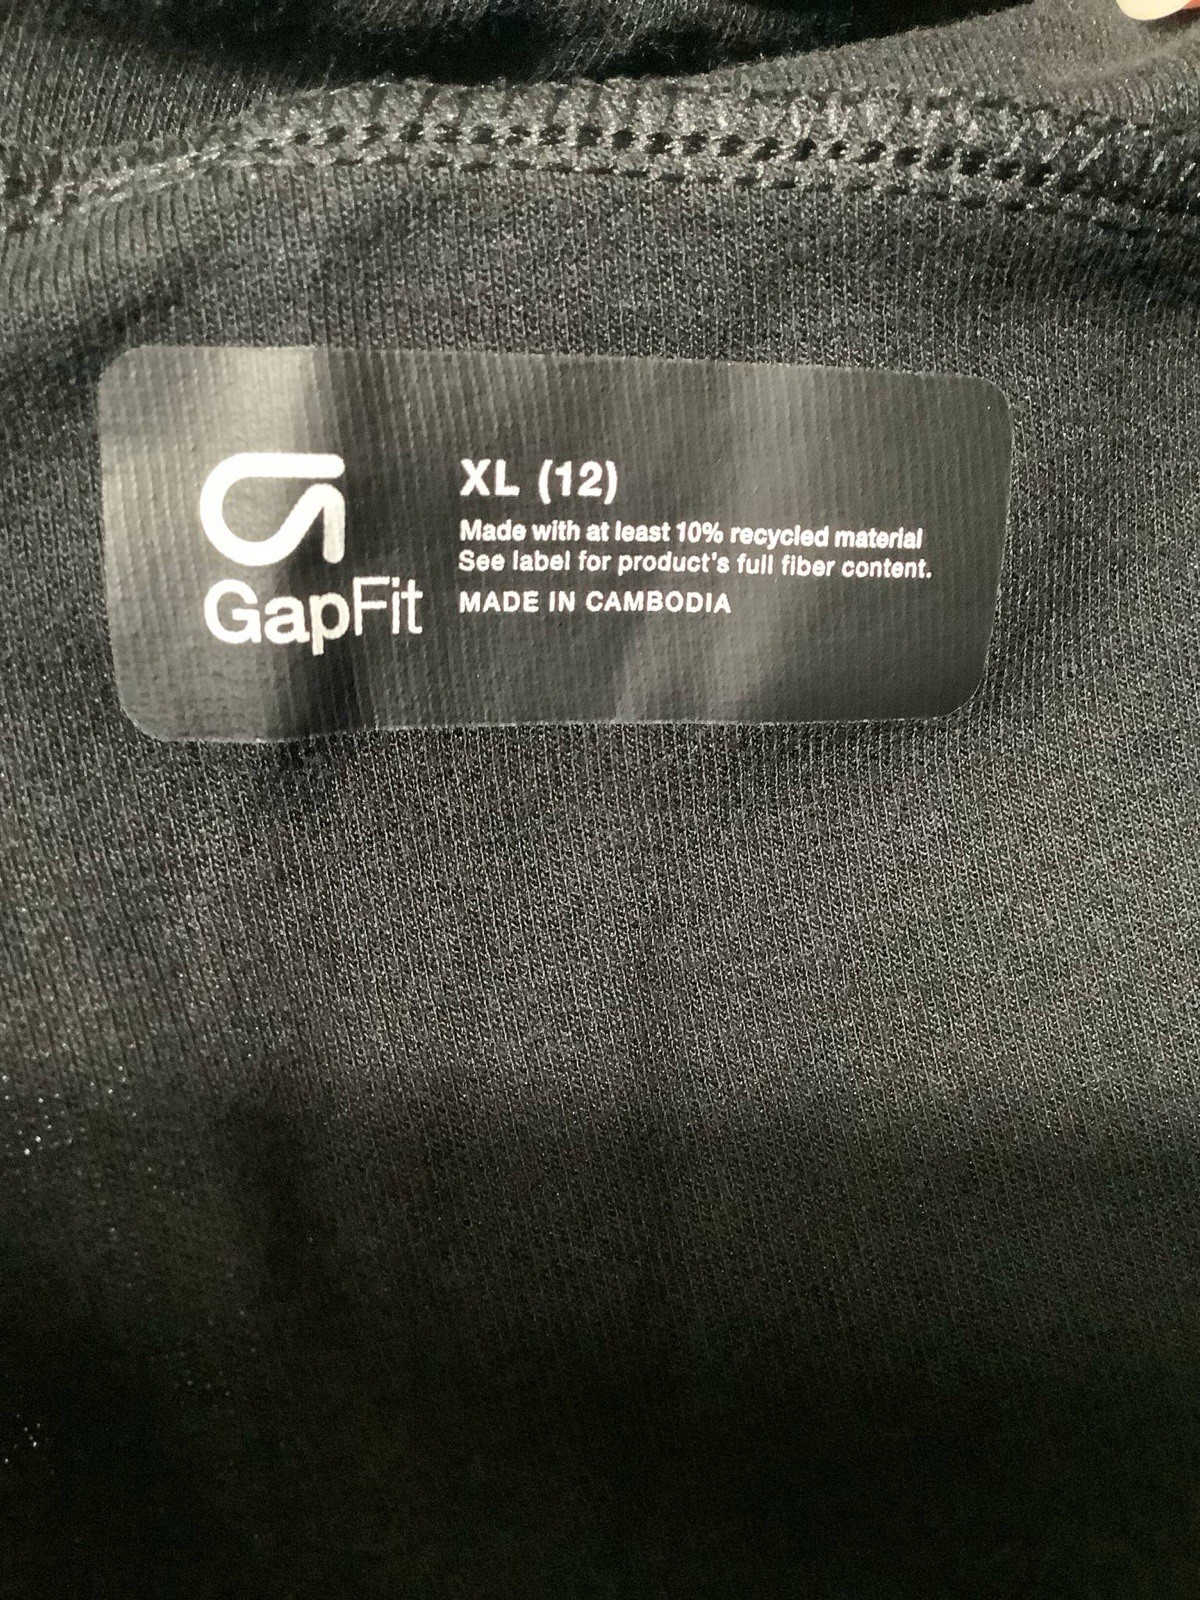 XL (12)
Made with at least 10% recycled material
See label for product's full fiber content.
GapFit
MADE IN CAMBODIA